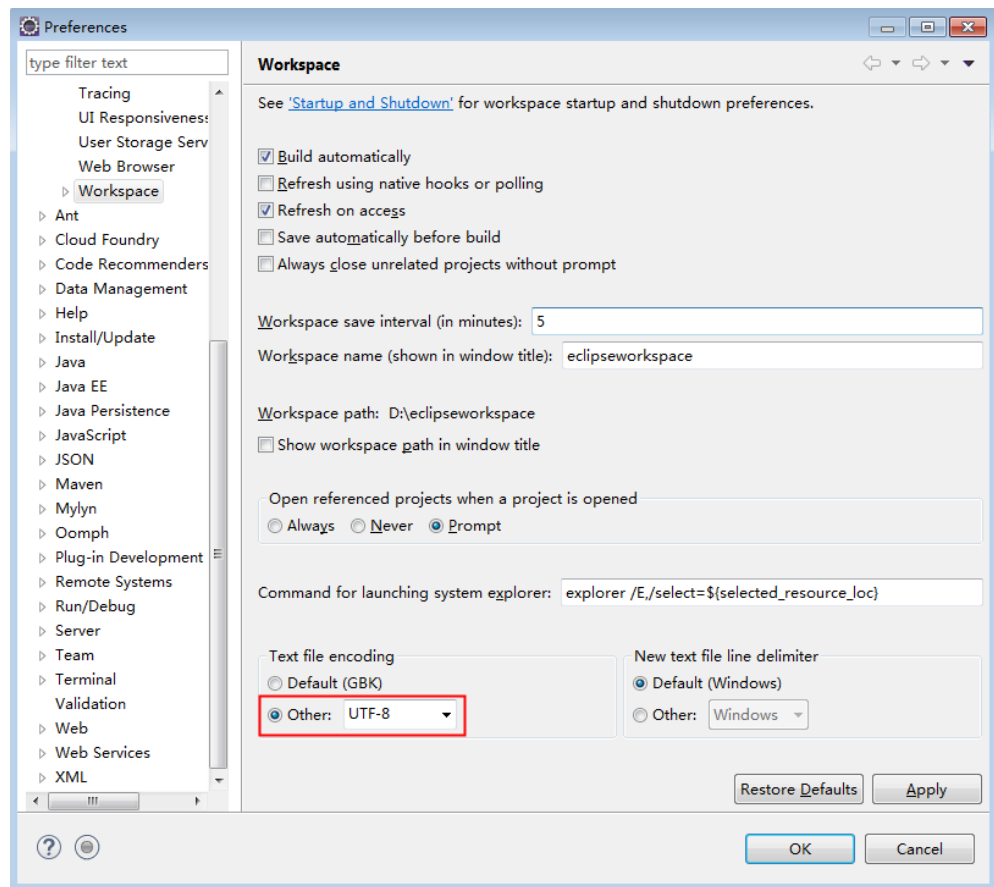 Preferences
type filter text
Tracing
UI Responsiveness
User Storage Serv
Web Browser
Workspace
Ant
Cloud Foundry
Code Recommenders
Data Management
Help
Install/Update
Java
Java EE
Java Persistence
JavaScript
JSON
Maven
Mylyn
Oomph
Plug-in Development
Remote Systems
Run/Debug
Server
Team
Terminal
Validation
Web
Web Services
XML
Workspace
See 'Startup and Shutdown' for workspace startup and shutdown preferences.
Build automatically
Refresh using native hooks or polling
Refresh on access
Save automatically before build
Always close unrelated projects without prompt
Workspace save interval (in minutes): 5
Workspace name (shown in window title): eclipseworkspace
Workspace path: D:\eclipseworkspace
Show workspace path in window title
Open referenced projects when a project is opened
Always Never Prompt
Command for launching system explorer: explorer /E,/select=${selected_resource_loc}
Text file encoding
Default (GBK)
Other: UTF-8
New text file line delimiter
Default (Windows)
Other: Windows
Restore Defaults Apply
OK Cancel